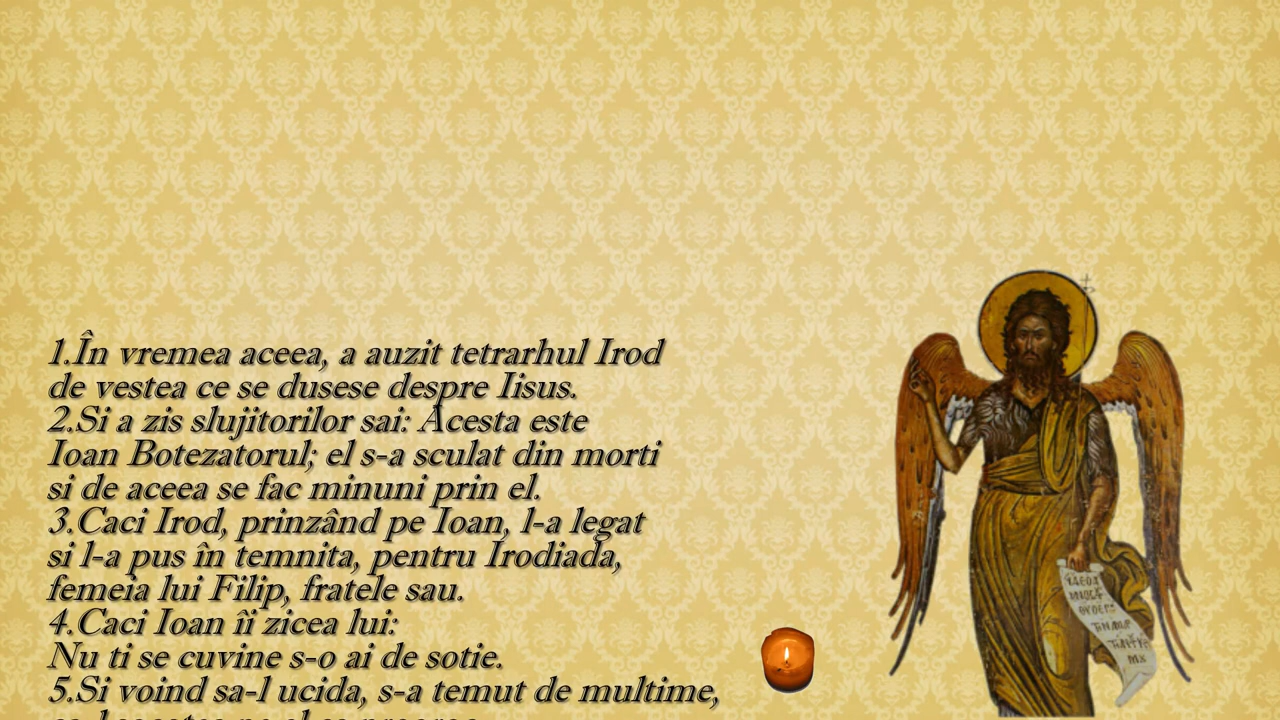 1.În vremea aceea, a auzit tetrarhul Irod
de vestea ce se dusese despre Iisus.
2.Si a zis slujitorilor sai: Acesta este
Ioan Botezatorul; el s-a sculat din morti
si de aceea se fac minuni prin el.
3.Caci Irod, prinzând pe Ioan, l-a legat
si l-a pus în temnita, pentru Irodiada,
femeia lui Filip, fratele sau.
4.Caci Ioan îi zicea lui:
Nu ti se cuvine s-o ai de sotie.
5.Si voind sa-l ucida, s-a temut de multime,